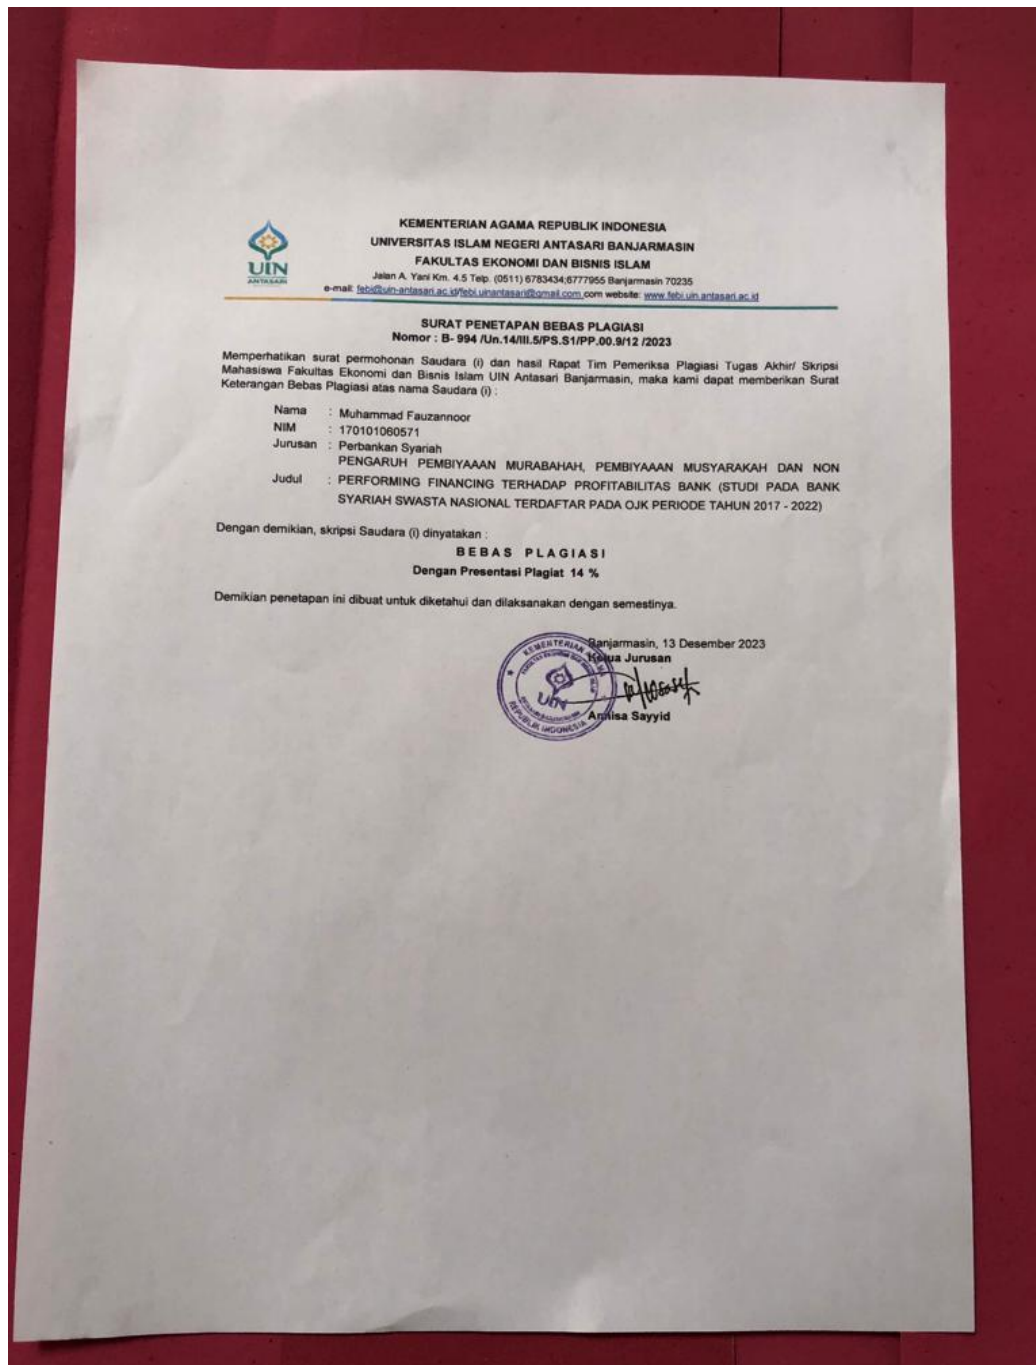 KEMENTERIAN AGAMA REPUBLIK INDONESIA
UNIVERSITAS ISLAM NEGERI ANTASARI BANJARMASIN
FAKULTAS EKONOMI DAN BISNIS ISLAM
Jalan A. Yani Km. 4.5 Telp. (0511) 6783434;6777955 Banjarmasin 70235
e-mail: febi@uin-antasari.ac.id/febi.uinantasari@gmail.com.com website: www.febi.uin.antasari.ac.id
UIN
ANTASARI
SURAT PENETAPAN BEBAS PLAGIASI
Nomor : B- 994 /Un.14/III.5/PS.S1/PP.00.9/12 /2023
Memperhatikan surat permohonan Saudara (i) dan hasil Rapat Tim Pemeriksa Plagiasi Tugas Akhir/ Skripsi
Mahasiswa Fakultas Ekonomi dan Bisnis Islam UIN Antasari Banjarmasin, maka kami dapat memberikan Surat
Keterangan Bebas Plagiasi atas nama Saudara (i) :
Nama : Muhammad Fauzannoor
NIM : 170101060571
Jurusan : Perbankan Syariah
PENGARUH PEMBIYAAAN MURABAHAH, PEMBIYAAAN MUSYARAKAH DAN NON
Judul : PERFORMING FINANCING TERHADAP PROFITABILITAS BANK (STUDI PADA BANK
SYARIAH SWASTA NASIONAL TERDAFTAR PADA OJK PERIODE TAHUN 2017 - 2022)
Dengan demikian, skripsi Saudara (i) dinyatakan :
BEBAS PLAGIASI
Dengan Presentasi Plagiat 14 %
Demikian penetapan ini dibuat untuk diketahui dan dilaksanakan dengan semestinya.
Banjarmasin, 13 Desember 2023
Ketua Jurusan
KEMENTERIAN AGAMA
UIN
REPUBLIK INDONESIA
Annisa Sayyid